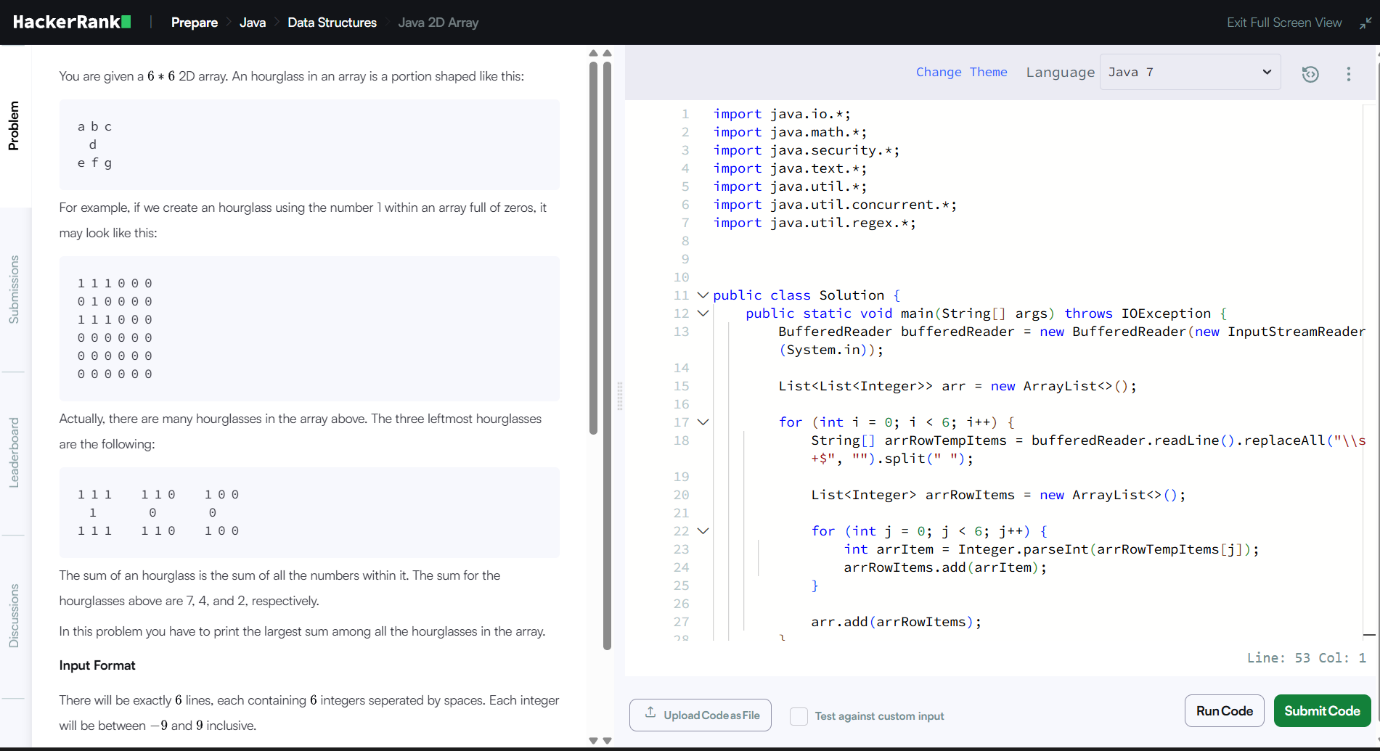 HackerRank
Prepare
Java
Data Structures
Java 2D Array
Exit Full Screen View
Problem
Submissions
Leaderboard
Discussions
You are given a 6 * 6 2D array. An hourglass in an array is a portion shaped like this:
a b c
d
e f g
For example, if we create an hourglass using the number 1 within an array full of zeros, it
may look like this:
1 1 1 0 0 0
0 1 0 0 0 0
1 1 1 0 0 0
0 0 0 0 0 0
0 0 0 0 0 0
0 0 0 0 0 0
Actually, there are many hourglasses in the array above. The three leftmost hourglasses
are the following:
1 1 1 1 1 0 1 0 0
1 0 0
1 1 1 1 1 0 1 0 0
The sum of an hourglass is the sum of all the numbers within it. The sum for the
hourglasses above are 7, 4, and 2, respectively.
In this problem you have to print the largest sum among all the hourglasses in the array.
Input Format
There will be exactly 6 lines, each containing 6 integers seperated by spaces. Each integer
will be between −9 and 9 inclusive.
Change Theme Language Java 7
1 import java.io.*;
2 import java.math.*;
3 import java.security.*;
4 import java.text.*;
5 import java.util.*;
6 import java.util.concurrent.*;
7 import java.util.regex.*;
8
9
10
11 public class Solution {
12 public static void main(String[] args) throws IOException {
13 BufferedReader bufferedReader = new BufferedReader(new InputStreamReader
(System.in));
14
15 List<List<Integer>> arr = new ArrayList<>();
16
17 for (int i = 0; i < 6; i++) {
18 String[] arrRowTempItems = bufferedReader.readLine().replaceAll("\\s
+$", "").split(" ");
19
20 List<Integer> arrRowItems = new ArrayList<>();
21
22 for (int j = 0; j < 6; j++) {
23 int arrItem = Integer.parseInt(arrRowTempItems[j]);
24 arrRowItems.add(arrItem);
25 }
26
27 arr.add(arrRowItems);
28 }
Line: 53 Col: 1
Upload Code as File
Test against custom input
Run Code
Submit Code